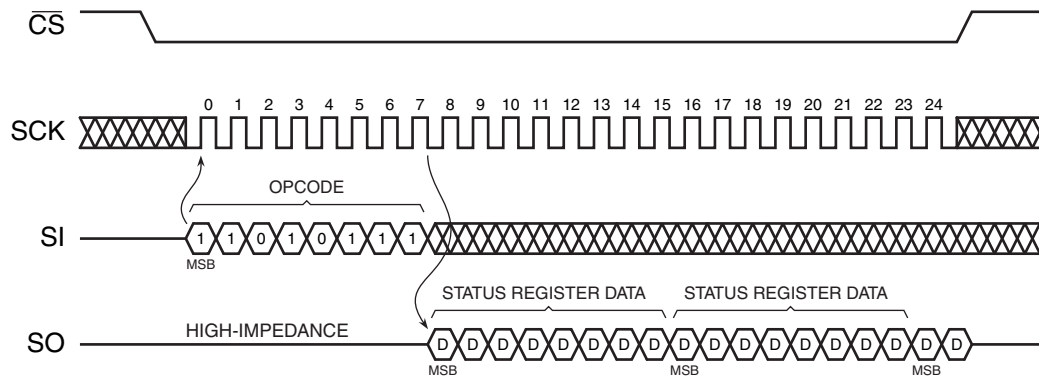 CS
0 1 2 3 4 5 6 7 8 9 10 11 12 13 14 15 16 17 18 19 20 21 22 23 24
SCK
OPCODE
SI 1 1 0 1 0 1 1 1
MSB
STATUS REGISTER DATA STATUS REGISTER DATA
HIGH-IMPEDANCE
SO D D D D D D D D D D D D D D D D D D
MSB MSB MSB